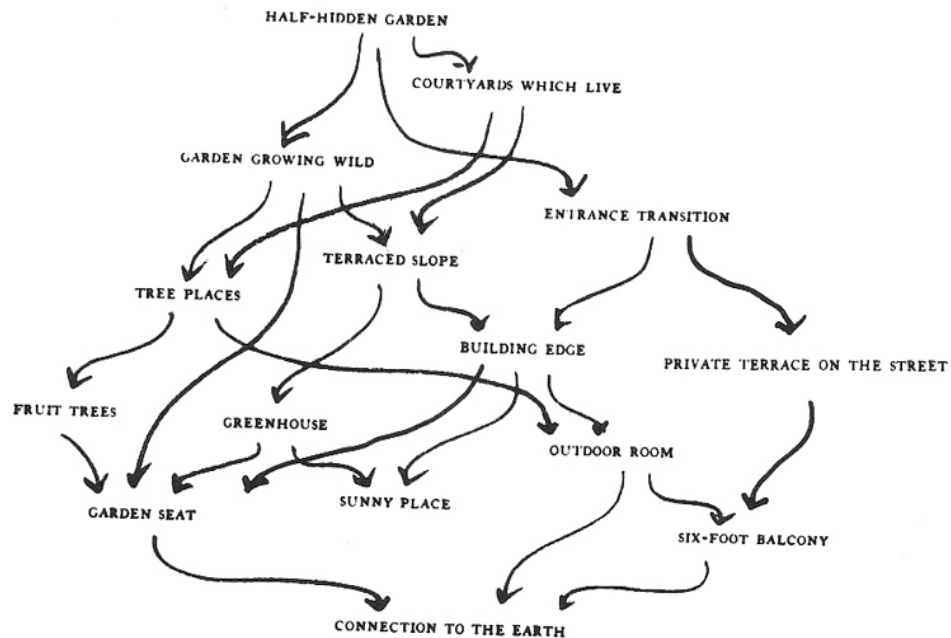 HALF-HIDDEN GARDEN
COURTYARDS WHICH LIVE
GARDEN GROWING WILD
ENTRANCE TRANSITION
TERRACED SLOPE
TREE PLACES
BUILDING EDGE
PRIVATE TERRACE ON THE STREET
FRUIT TREES
GREENHOUSE
OUTDOOR ROOM
SUNNY PLACE
GARDEN SEAT
SIX-FOOT BALCONY
CONNECTION TO THE EARTH